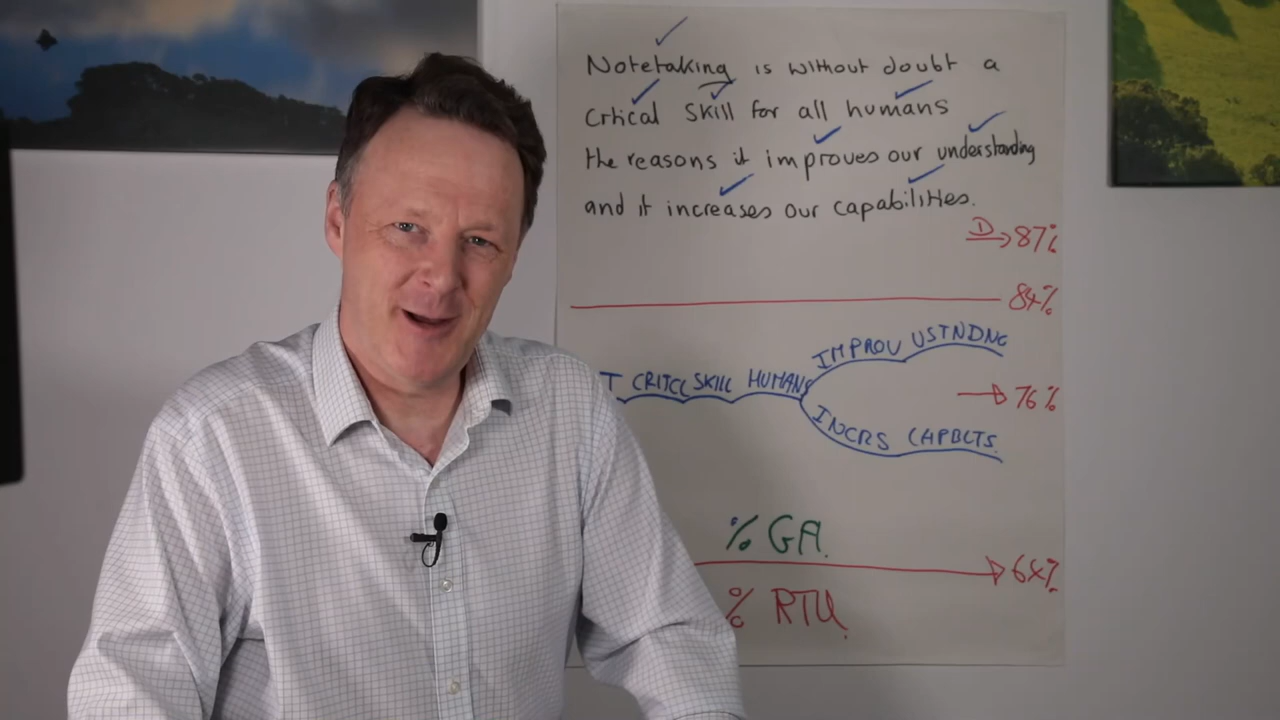 Notetaking is without doubt a
crtical skill for all humans
the reasons it improves our understanding
and it increases our capabilities.
D 87%
84%
IMPROV USTNDNG
T CRITCL SKILL HUMANS
76%
INCRS CAPBLTS.
% GA.
64%
% RTU.